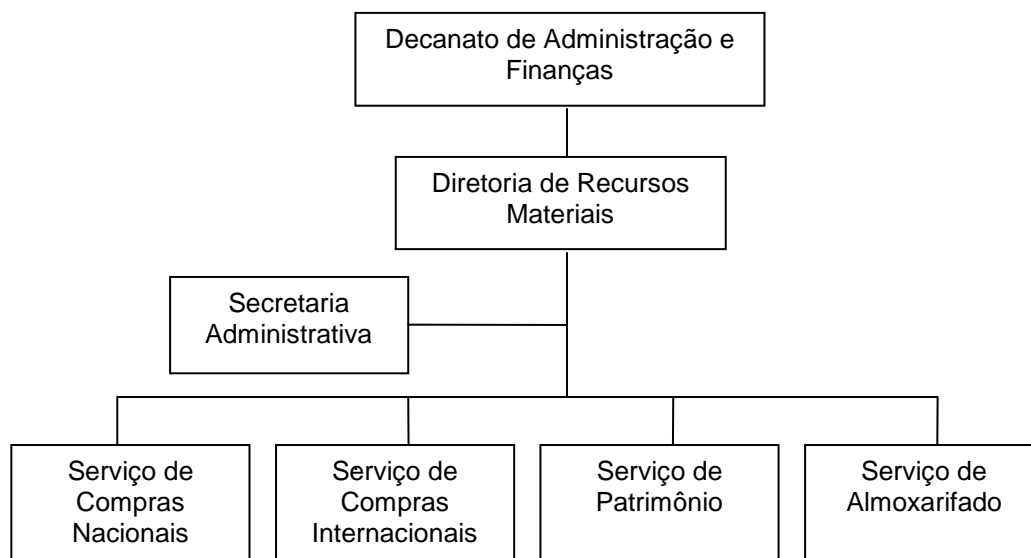 Decanato de Administração e
Finanças
Diretoria de Recursos
Materiais
Secretaria
Administrativa
Serviço de
Compras
Nacionais
Serviço de
Compras
Internacionais
Serviço de
Patrimônio
Serviço de
Almoxarifado